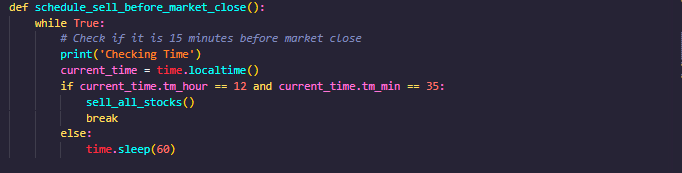 def schedule_sell_before_market_close():
    while True:
        # Check if it is 15 minutes before market close
        print('Checking Time')
        current_time = time.localtime()
        if current_time.tm_hour == 12 and current_time.tm_min == 35:
            sell_all_stocks()
            break
        else:
            time.sleep(60)